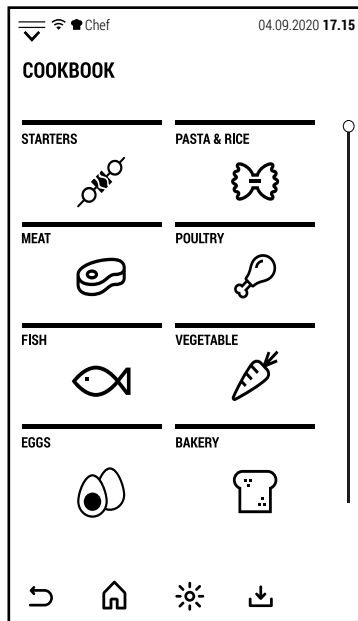 Chef 04.09.2020 17.15
COOKBOOK
STARTERS PASTA & RICE
MEAT POULTRY
FISH VEGETABLE
EGGS BAKERY